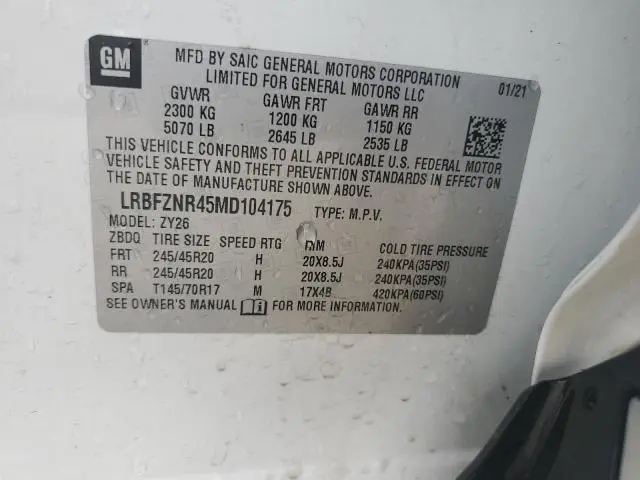 GM
MFD BY SAIC GENERAL MOTORS CORPORATION
LIMITED FOR GENERAL MOTORS LLC
01/21
GVWR GAWR FRT GAWR RR
2300 KG 1200 KG 1150 KG
5070 LB 2645 LB 2535 LB
THIS VEHICLE CONFORMS TO ALL APPLICABLE U.S. FEDERAL MOTOR
VEHICLE SAFETY AND THEFT PREVENTION STANDARDS IN EFFECT ON
THE DATE OF MANUFACTURE SHOWN ABOVE.
LRBFZNR45MD104175 TYPE: M.P.V.
MODEL: ZY26
ZBDQ TIRE SIZE SPEED RTG RIM COLD TIRE PRESSURE
FRT 245/45R20 H 20X8.5J 240KPA(35PSI)
RR 245/45R20 H 20X8.5J 240KPA(35PSI)
SPA T145/70R17 M 17X4B 420KPA(60PSI)
SEE OWNER'S MANUAL FOR MORE INFORMATION.